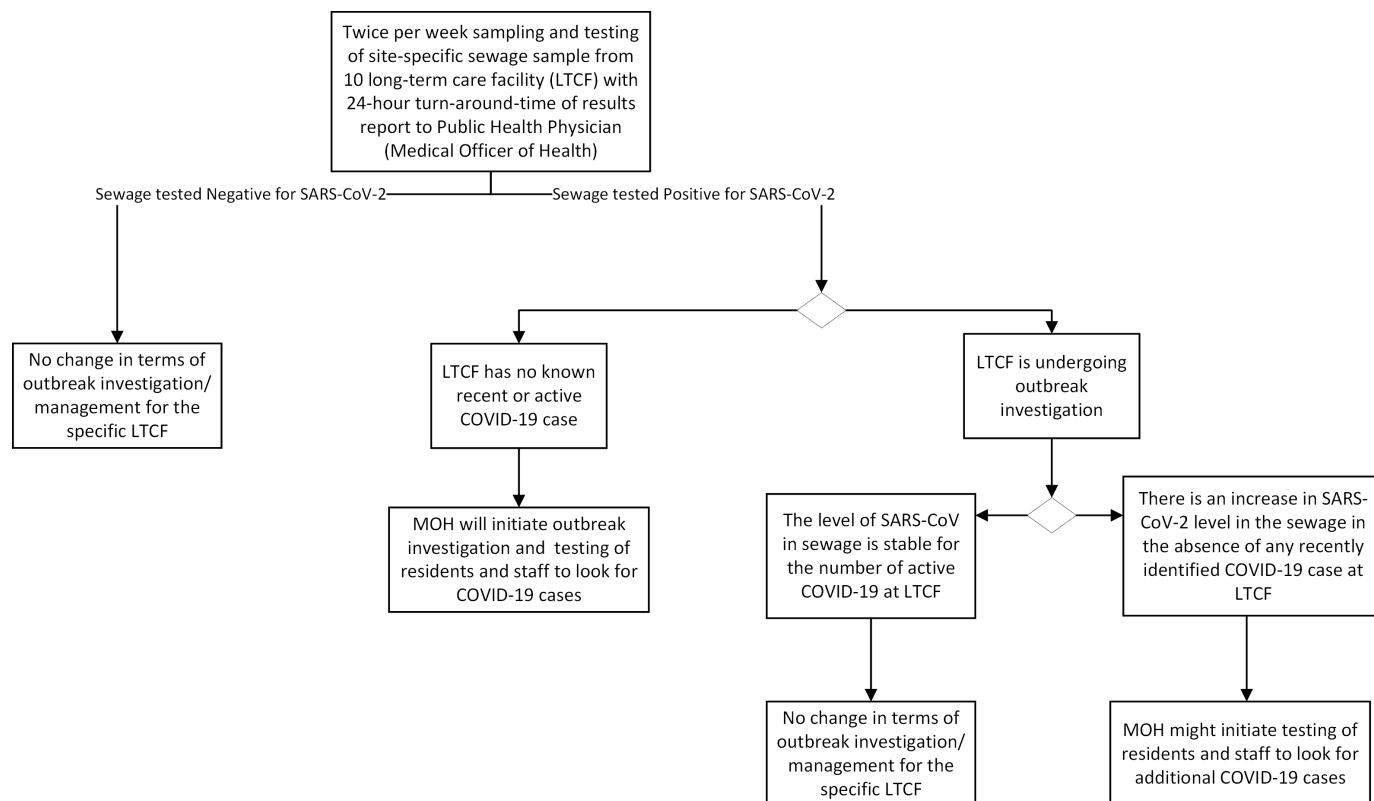 Twice per week sampling and testing
of site-specific sewage sample from
10 long-term care facility (LTCF) with
24-hour turn-around-time of results
report to Public Health Physician
(Medical Officer of Health)
Sewage tested Negative for SARS-CoV-2
Sewage tested Positive for SARS-CoV-2
No change in terms of
outbreak investigation/
management for the
specific LTCF
LTCF has no known
recent or active
COVID-19 case
LTCF is undergoing
outbreak
investigation
MOH will initiate outbreak
investigation and  testing of
residents and staff to look for
COVID-19 cases
The level of SARS-CoV
in sewage is stable for
the number of active
COVID-19 at LTCF
There is an increase in SARS-
CoV-2 level in the sewage in
the absence of any recently
identified COVID-19 case at
LTCF
No change in terms of
outbreak investigation/
management for the
specific LTCF
MOH might initiate testing of
residents and staff to look for
additional COVID-19 cases